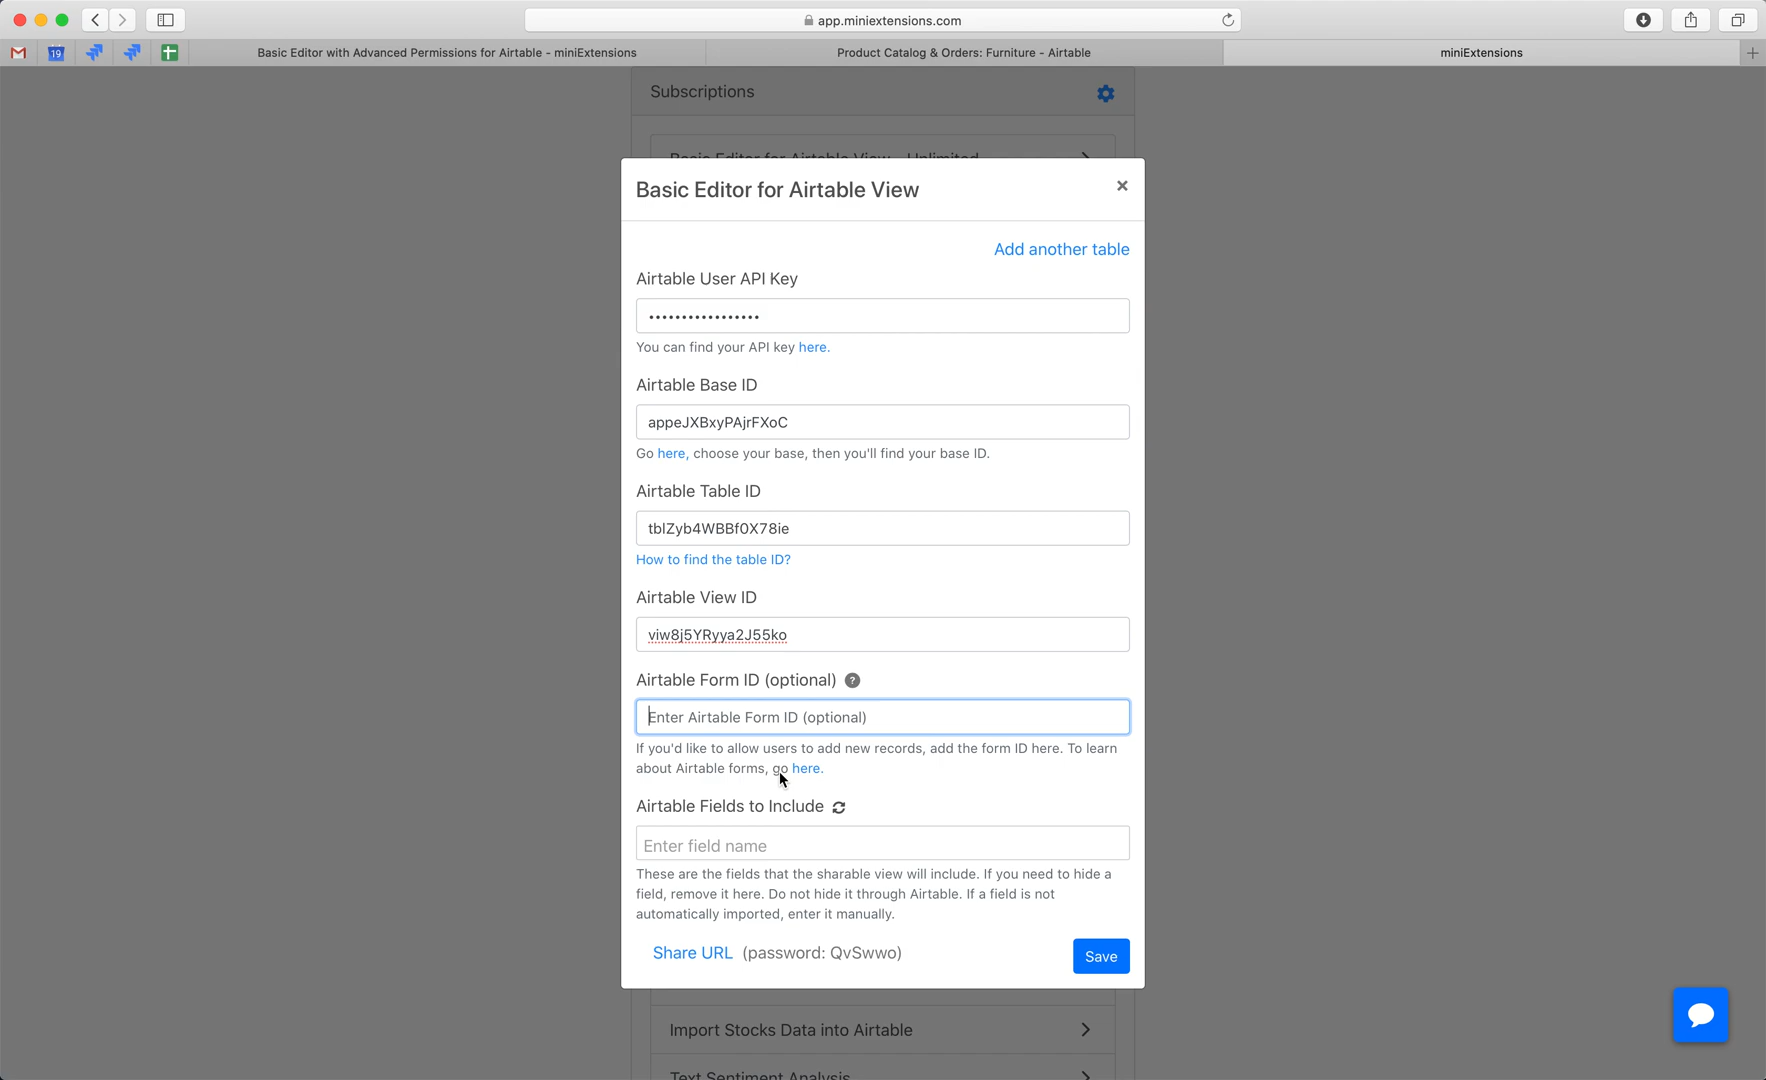 app.miniextensions.com
19
Basic Editor with Advanced Permissions for Airtable - miniExtensions
Product Catalog & Orders: Furniture - Airtable
miniExtensions
Subscriptions
Basic Editor for Airtable View - Unlimited
Basic Editor for Airtable View
×
Add another table
Airtable User API Key
•••••••••••••••••
You can find your API key here.
Airtable Base ID
appeJXBxyPAjrFXoC
Go here, choose your base, then you'll find your base ID.
Airtable Table ID
tblZyb4WBBf0X78ie
How to find the table ID?
Airtable View ID
viw8j5YRyya2J55ko
Airtable Form ID (optional) ?
Enter Airtable Form ID (optional)
If you'd like to allow users to add new records, add the form ID here. To learn
about Airtable forms, go here.
Airtable Fields to Include
Enter field name
These are the fields that the sharable view will include. If you need to hide a
field, remove it here. Do not hide it through Airtable. If a field is not
automatically imported, enter it manually.
Share URL (password: QvSwwo)
Save
Import Stocks Data into Airtable
Text Sentiment Analysis